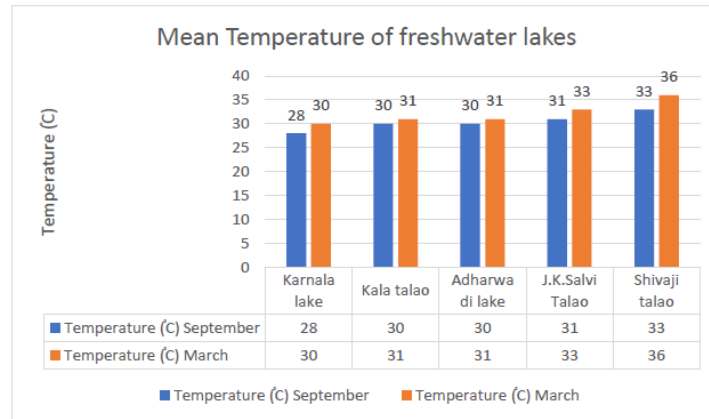 Mean Temperature of freshwater lakes
Temperature (̊C)
40
35
30
25
20
15
10
5
0
28 30 30 31 30 31 31 33 33 36
Karnala lake
Kala talao
Adharwa di lake
J.K.Salvi Talao
Shivaji talao
Temperature (̊C) September 28 30 30 31 33
Temperature (̊C) March 30 31 31 33 36
Temperature (̊C) September Temperature (̊C) March